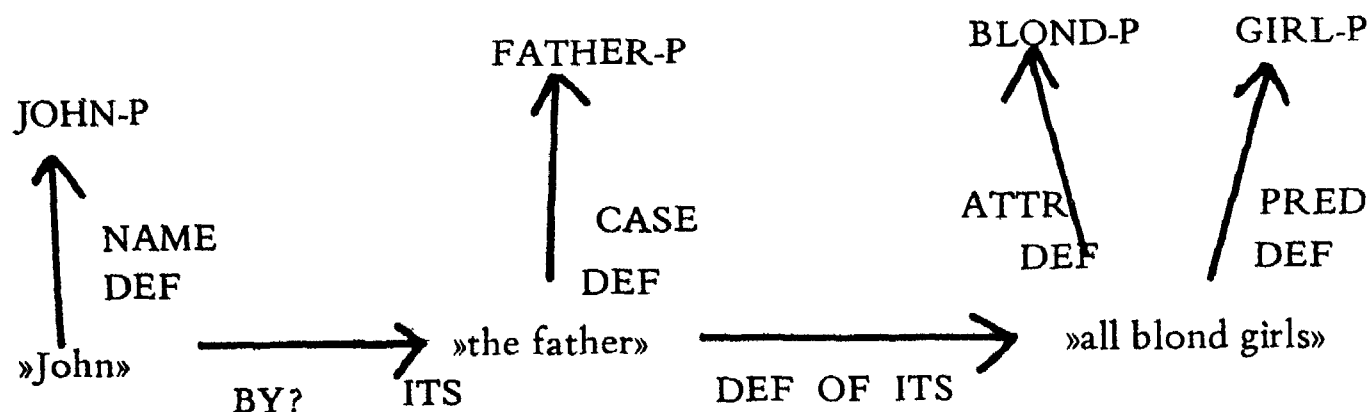 BLOND-P GIRL-P
FATHER-P
JOHN-P
ATTR PRED
CASE
NAME
DEF DEF
DEF DEF
»John» »the father» »all blond girls»
BY? ITS DEF OF ITS